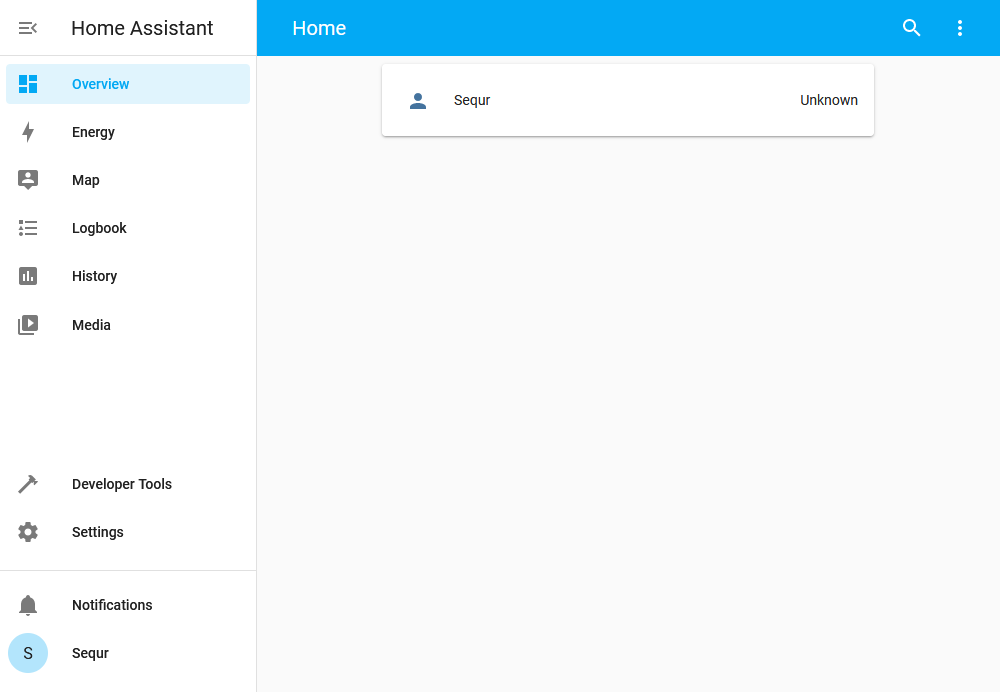 Home Assistant
Home
Overview
Energy
Map
Logbook
History
Media
Developer Tools
Settings
Notifications
S Sequr
Sequr Unknown